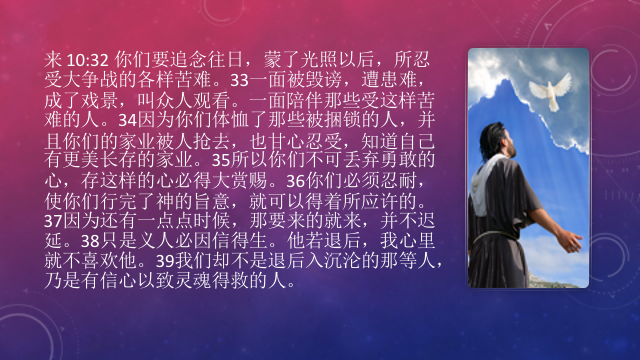 来 10:32 你们要追念往日，蒙了光照以后，所忍
受大争战的各样苦难。33一面被毁谤，遭患难，
成了戏景，叫众人观看。一面陪伴那些受这样苦
难的人。34因为你们体恤了那些被捆锁的人，并
且你们的家业被人抢去，也甘心忍受，知道自己
有更美长存的家业。35所以你们不可丢弃勇敢的
心，存这样的心必得大赏赐。36你们必须忍耐，
使你们行完了神的旨意，就可以得着所应许的。
37因为还有一点点时候，那要来的就来，并不迟
延。38只是义人必因信得生。他若退后，我心里
就不喜欢他。39我们却不是退后入沉沦的那等人，
乃是有信心以致灵魂得救的人。